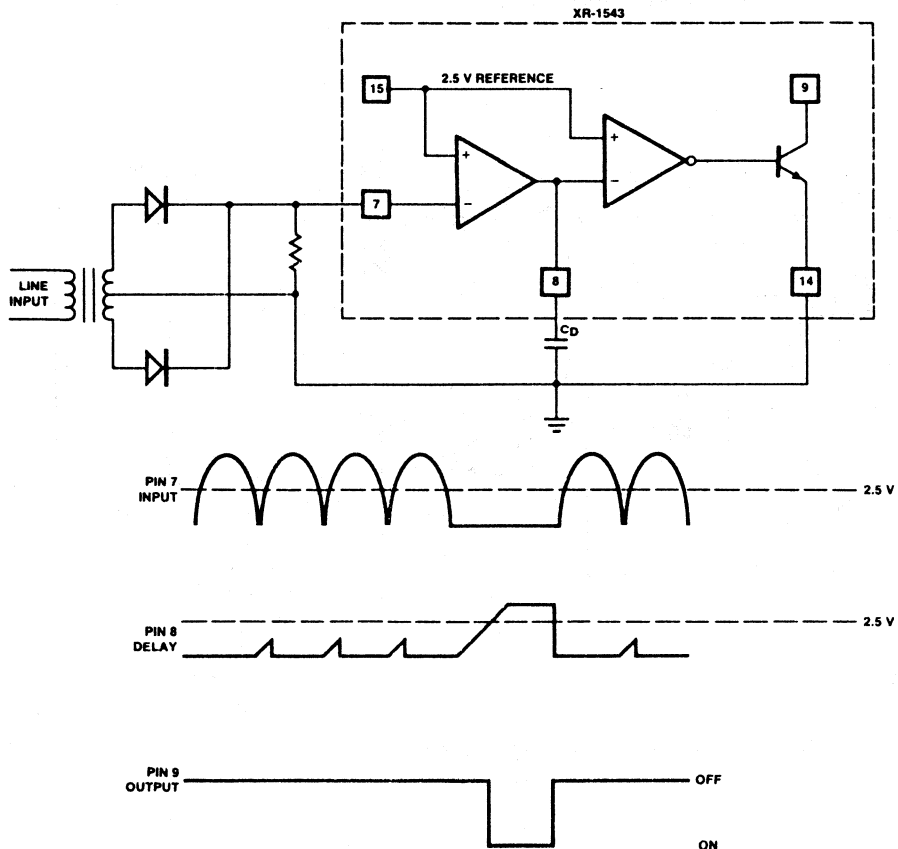 XR-1543
15
2.5 V REFERENCE
9
+
+
−
−
7
LINE
INPUT
8
14
CD
PIN 7
INPUT
2.5 V
PIN 8
DELAY
2.5 V
PIN 9
OUTPUT
OFF
ON